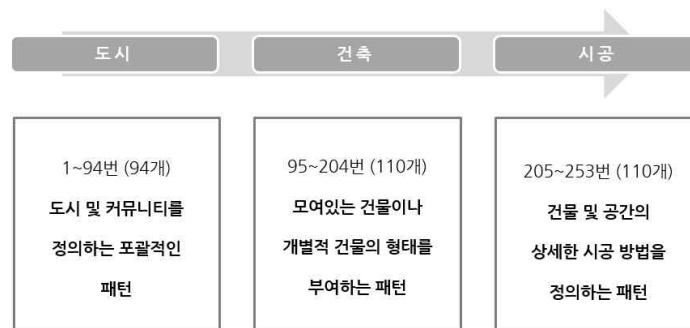 도시
건축
시공
1~94번 (94개)
도시 및 커뮤니티를
정의하는 포괄적인
패턴
95~204번 (110개)
모여있는 건물이나
개별적 건물의 형태를
부여하는 패턴
205~253번 (110개)
건물 및 공간의
상세한 시공 방법을
정의하는 패턴